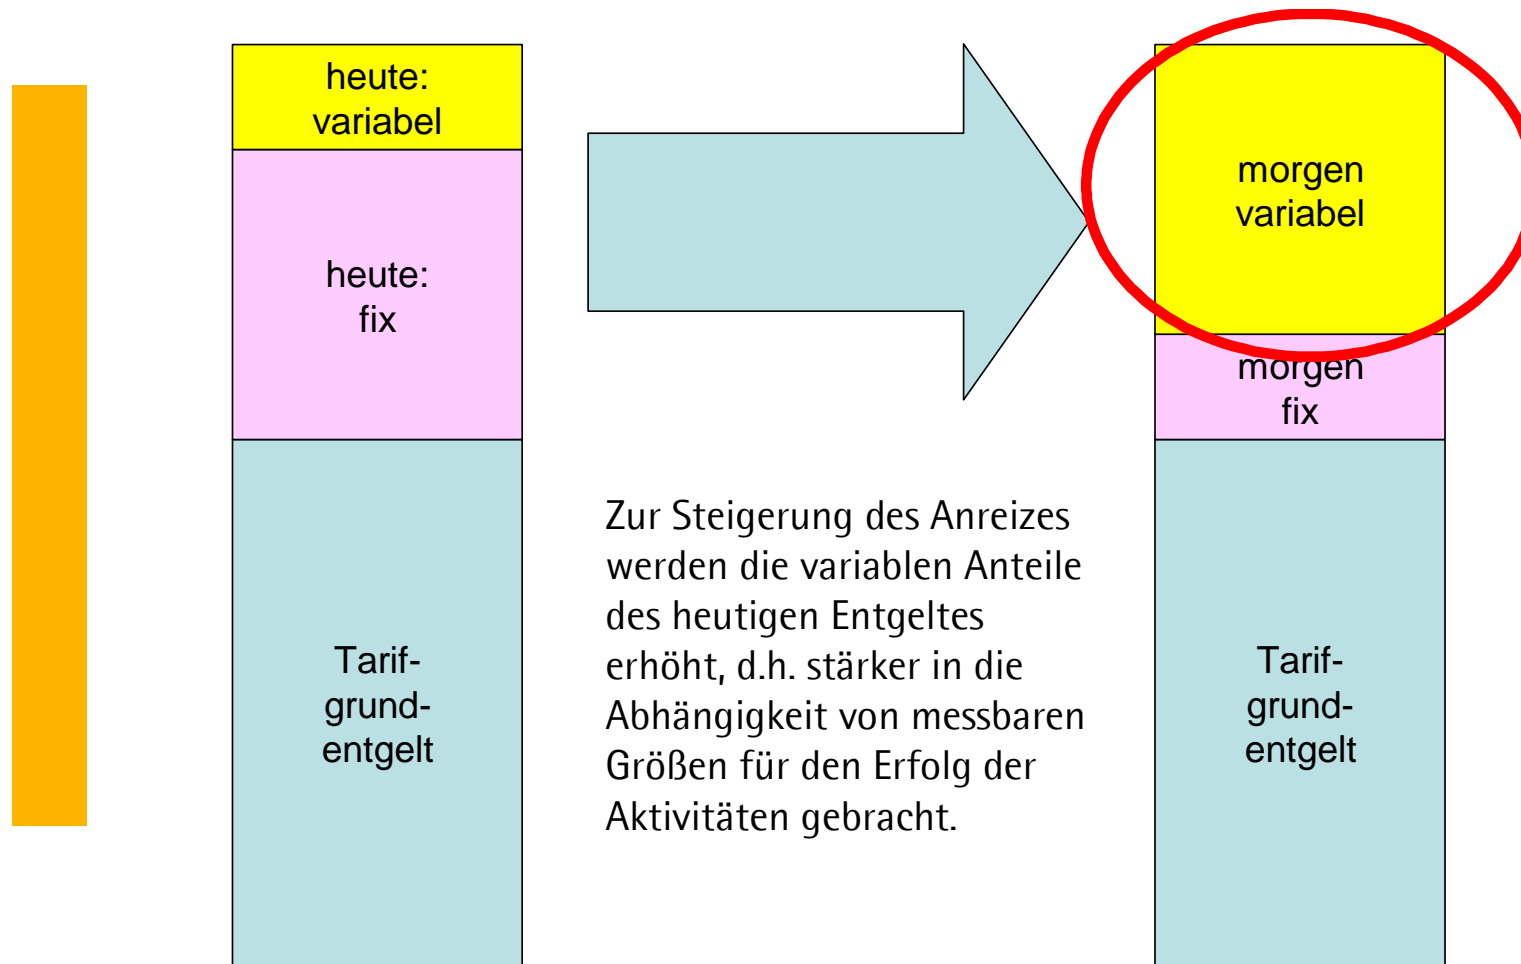 heute:
variabel
heute:
fix
Tarif-
grund-
entgelt
Zur Steigerung des Anreizes
werden die variablen Anteile
des heutigen Entgeltes
erhöht, d.h. stärker in die
Abhängigkeit von messbaren
Größen für den Erfolg der
Aktivitäten gebracht.
morgen
variabel
morgen
fix
Tarif-
grund-
entgelt